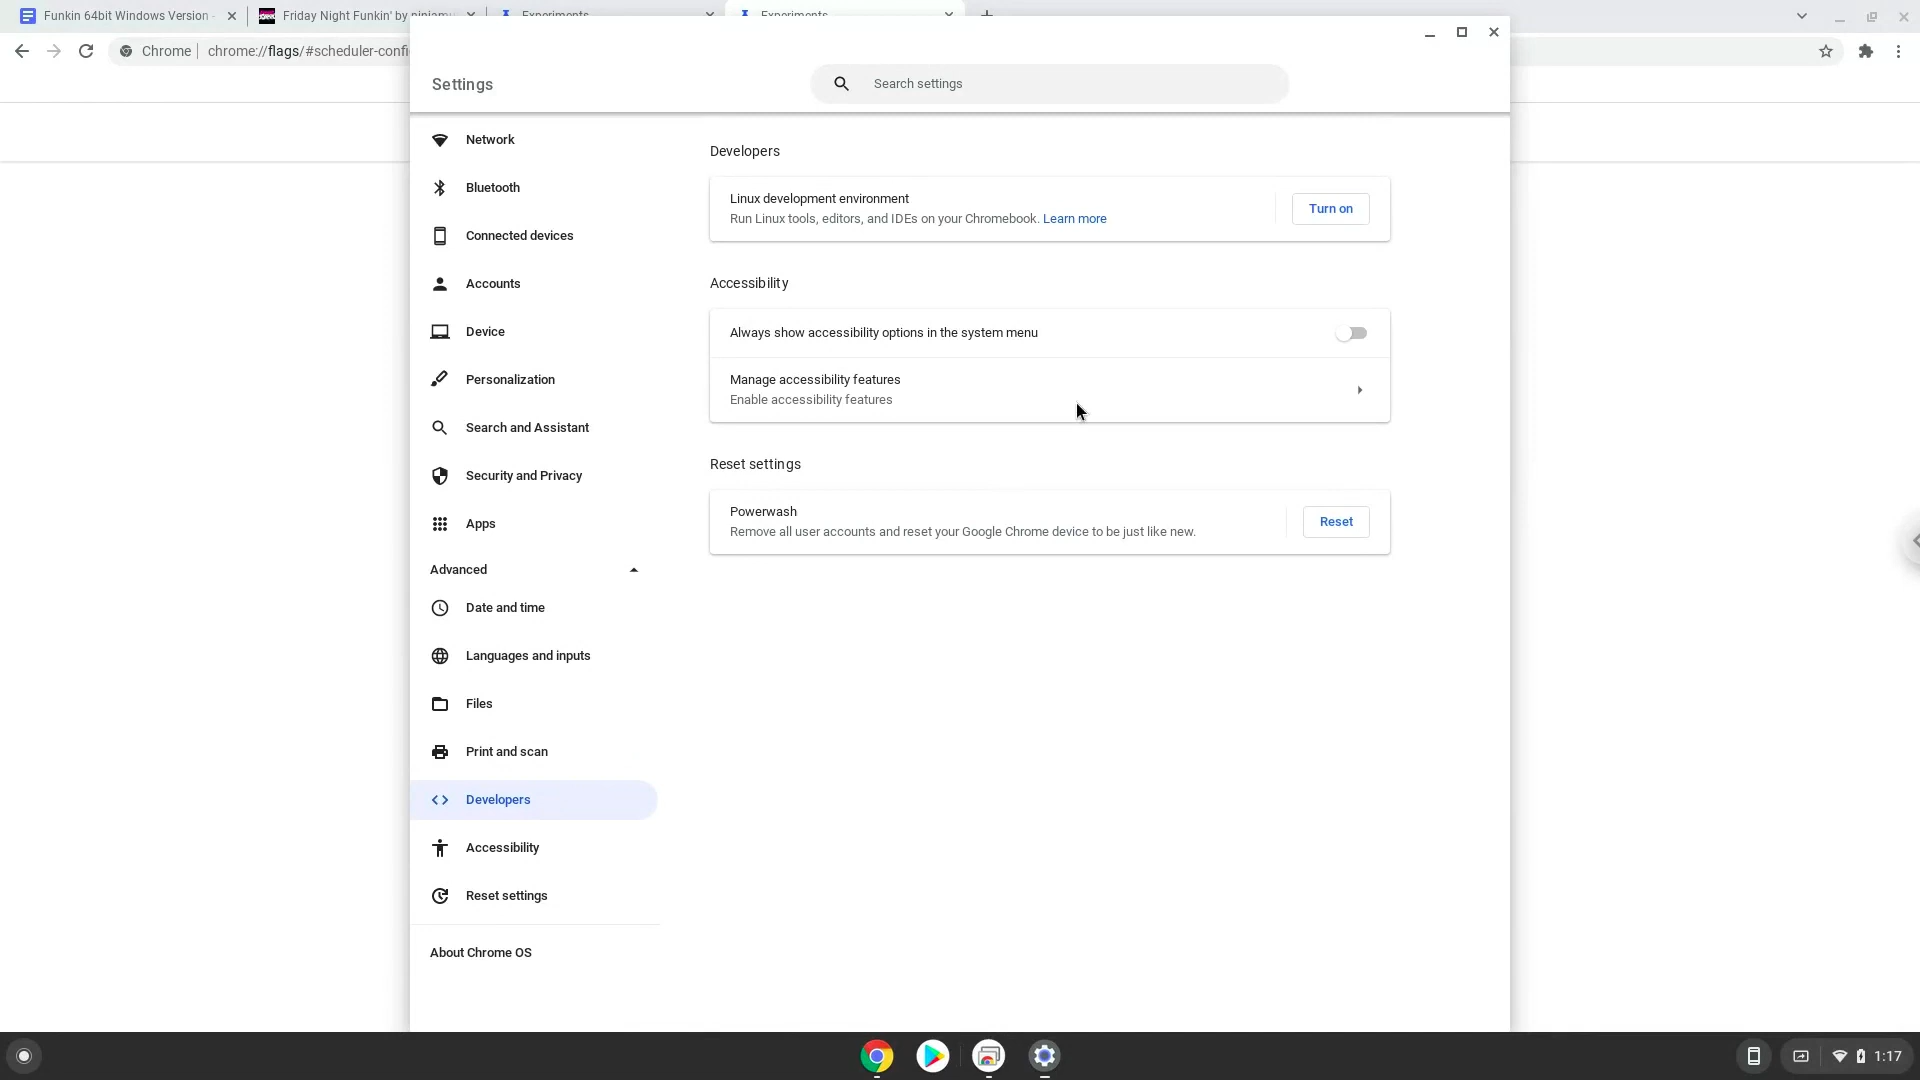 Funkin 64bit Windows Version -
Friday Night Funkin' by ninjam
Experiments
Experiments
Chrome
chrome://flags/#scheduler-confi
Settings
Search settings
Network
Bluetooth
Connected devices
Accounts
Device
Personalization
Search and Assistant
Security and Privacy
Apps
Advanced
Date and time
Languages and inputs
Files
Print and scan
Developers
Accessibility
Reset settings
About Chrome OS
Developers
Linux development environment
Run Linux tools, editors, and IDEs on your Chromebook. Learn more
Turn on
Accessibility
Always show accessibility options in the system menu
Manage accessibility features
Enable accessibility features
Reset settings
Powerwash
Remove all user accounts and reset your Google Chrome device to be just like new.
Reset
1:17